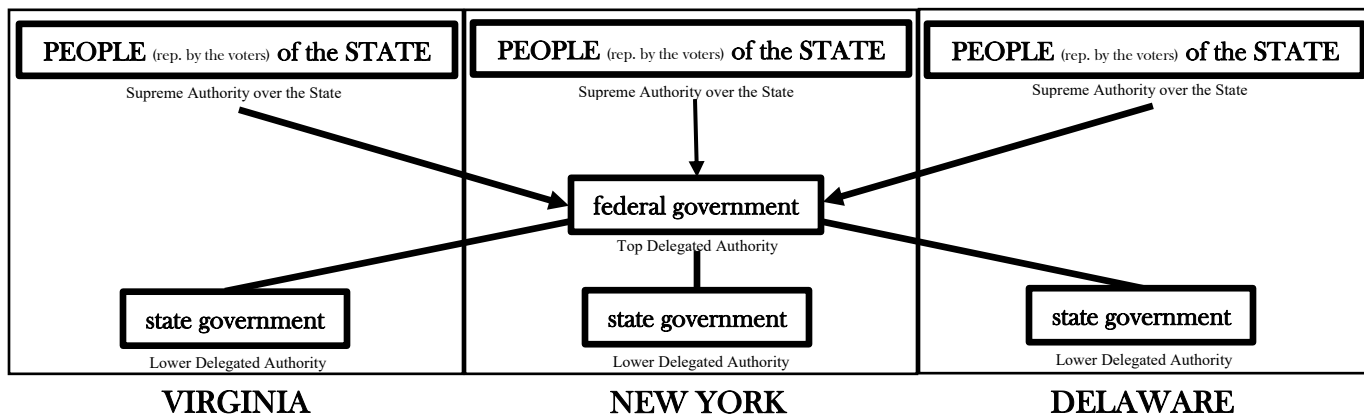 PEOPLE (rep. by the voters) of the STATE
PEOPLE (rep. by the voters) of the STATE
PEOPLE (rep. by the voters) of the STATE
Supreme Authority over the State
Supreme Authority over the State
Supreme Authority over the State
federal government
Top Delegated Authority
state government
state government
state government
Lower Delegated Authority
Lower Delegated Authority
Lower Delegated Authority
VIRGINIA
NEW YORK
DELAWARE